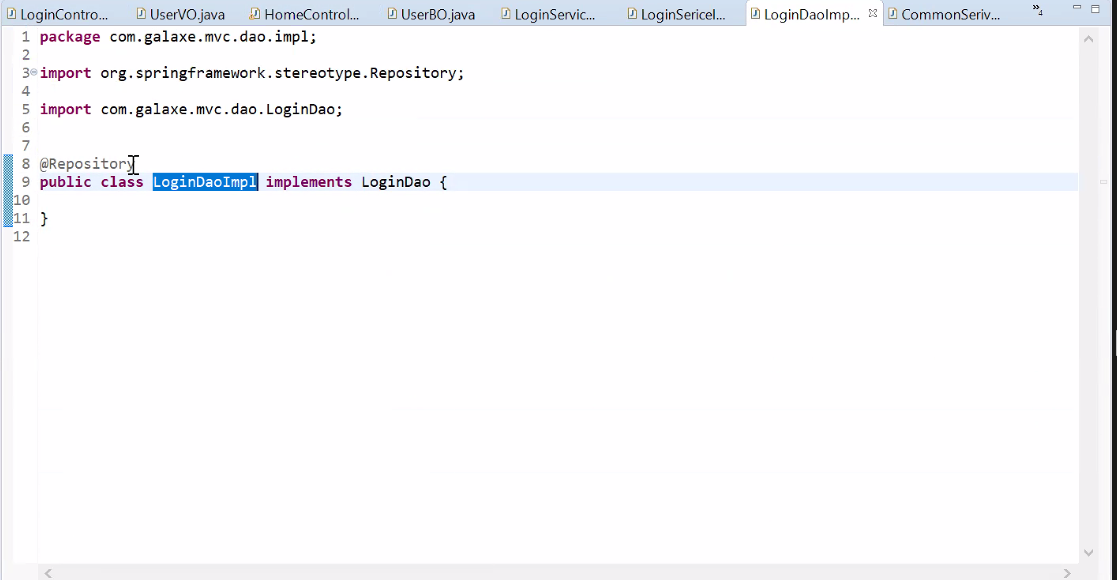 LoginContro... UserVO.java HomeControl... UserBO.java LoginServic... LoginSericeI... LoginDaoImp... CommonSeriv... »4
1 package com.galaxe.mvc.dao.impl;
2
3 import org.springframework.stereotype.Repository;
4
5 import com.galaxe.mvc.dao.LoginDao;
6
7
8 @Repository
9 public class LoginDaoImpl implements LoginDao {
10
11 }
12